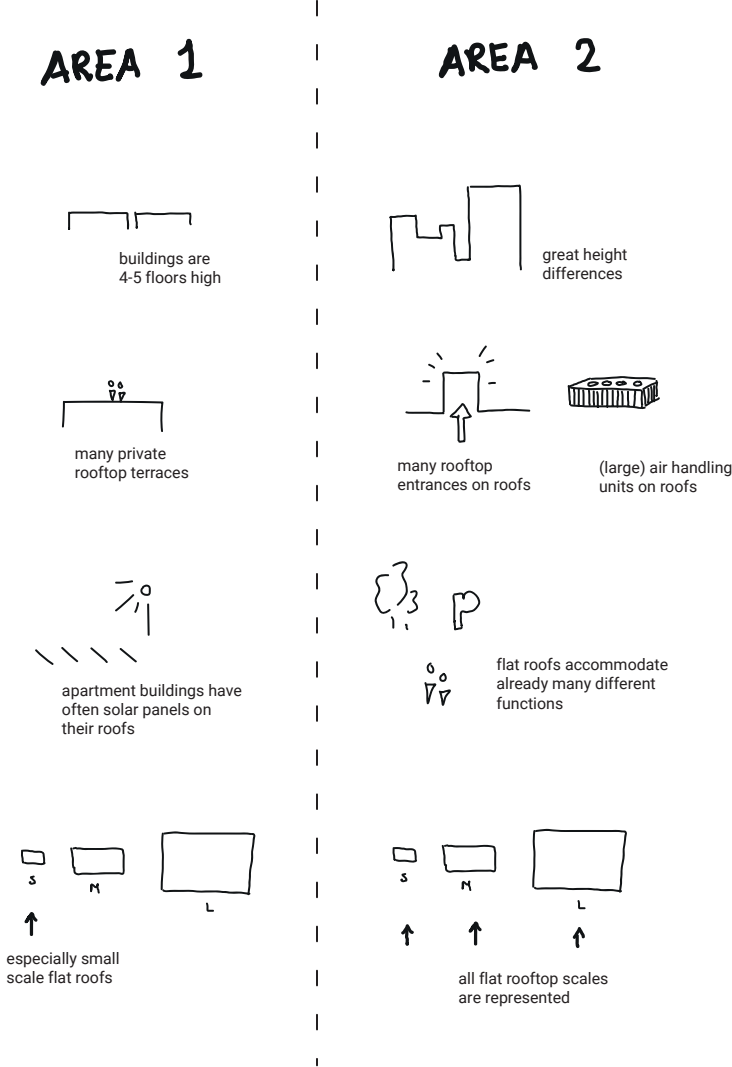 AREA 1
buildings are
4-5 floors high
many private
rooftop terraces
apartment buildings have
often solar panels on
their roofs
S
M
L
especially small
scale flat roofs
AREA 2
great height
differences
many rooftop
entrances on roofs
(large) air handling
units on roofs
P
flat roofs accommodate
already many different
functions
S
M
L
all flat rooftop scales
are represented